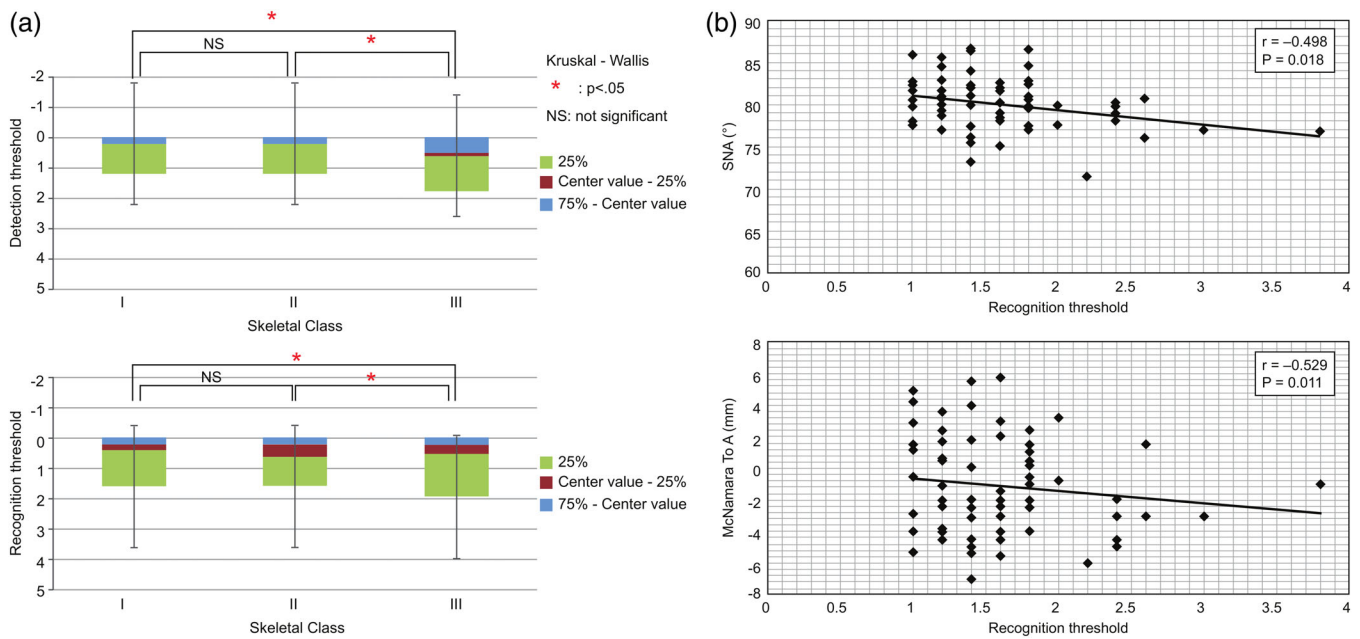 (a)
*
NS
*
Kruskal - Wallis
* : p<.05
NS: not significant
25%
Center value - 25%
75% - Center value
Detection threshold
-2
-1
0
1
2
3
4
5
I II III
Skeletal Class
*
NS
*
25%
Center value - 25%
75% - Center value
Recognition threshold
-2
-1
0
1
2
3
4
5
I II III
Skeletal Class
(b)
r = –0.498
P = 0.018
SNA (°)
90
85
80
75
70
65
60
0 0.5 1 1.5 2 2.5 3 3.5 4
Recognition threshold
r = –0.529
P = 0.011
McNamara To A (mm)
8
6
4
2
0
-2
-4
-6
-8
0 0.5 1 1.5 2 2.5 3 3.5 4
Recognition threshold